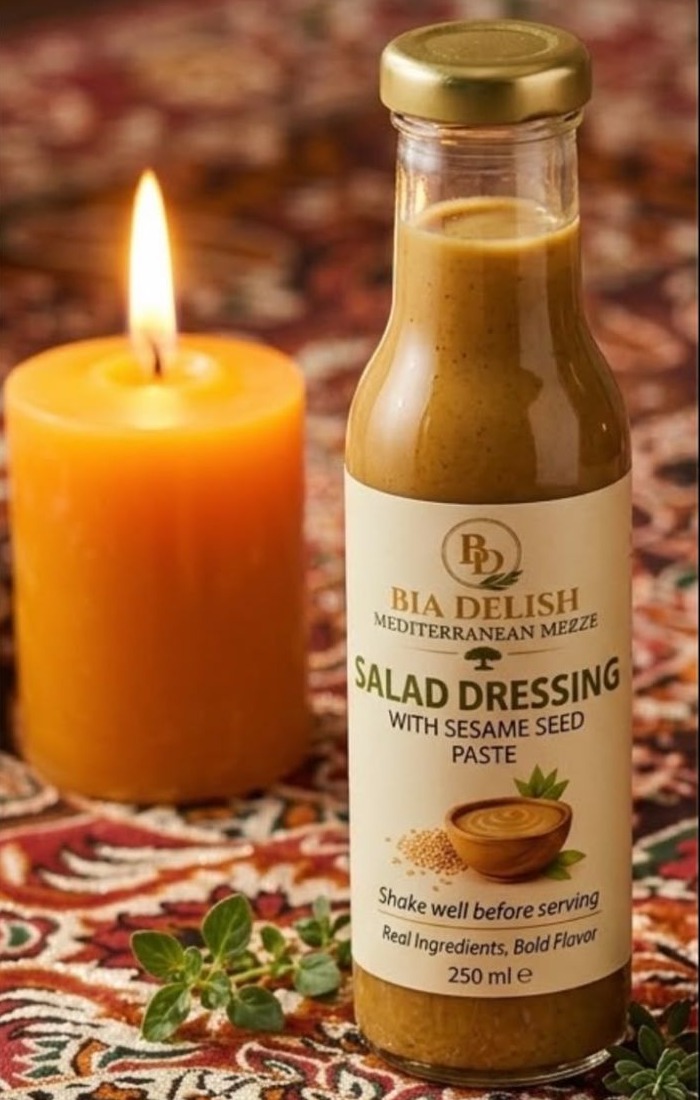 BD
BIA DELISH
MEDITERRANEAN MEZZE
SALAD DRESSING
WITH SESAME SEED
PASTE
Shake well before serving
Real Ingredients, Bold Flavor
250 ml ℮